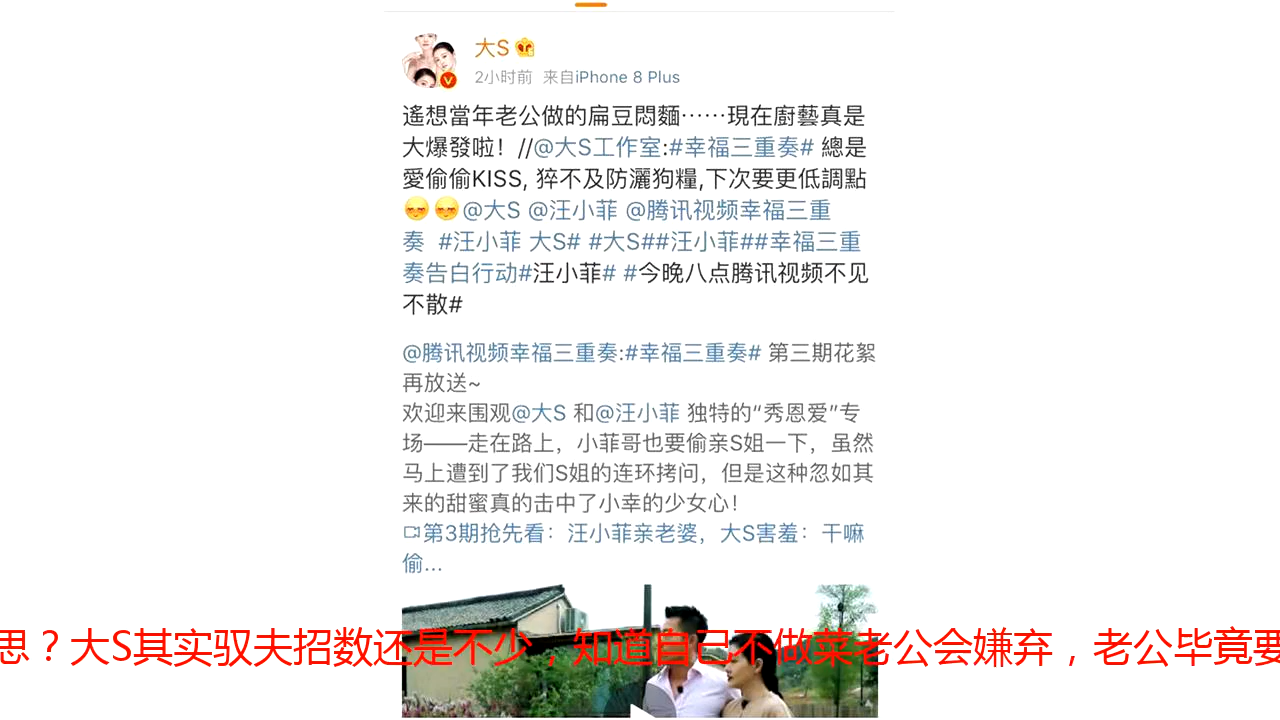 大S
2小时前 来自iPhone 8 Plus
遙想當年老公做的扁豆悶麵⋯⋯現在廚藝真是
大爆發啦！//@大S工作室:#幸福三重奏# 總是
愛偷偷KISS, 猝不及防灑狗糧,下次要更低調點
@大S @汪小菲 @腾讯视频幸福三重
奏 #汪小菲 大S# #大S##汪小菲##幸福三重
奏告白行动#汪小菲# #今晚八点腾讯视频不见
不散#
@腾讯视频幸福三重奏:#幸福三重奏# 第三期花絮
再放送~
欢迎来围观@大S 和@汪小菲 独特的“秀恩爱”专
场——走在路上，小菲哥也要偷亲S姐一下，虽然
马上遭到了我们S姐的连环拷问，但是这种忽如其
来的甜蜜真的击中了小幸的少女心！
第3期抢先看：汪小菲亲老婆，大S害羞：干嘛
偷...
思？大S其实驭夫招数还是不少，知道自己不做菜老公会嫌弃，老公毕竟要